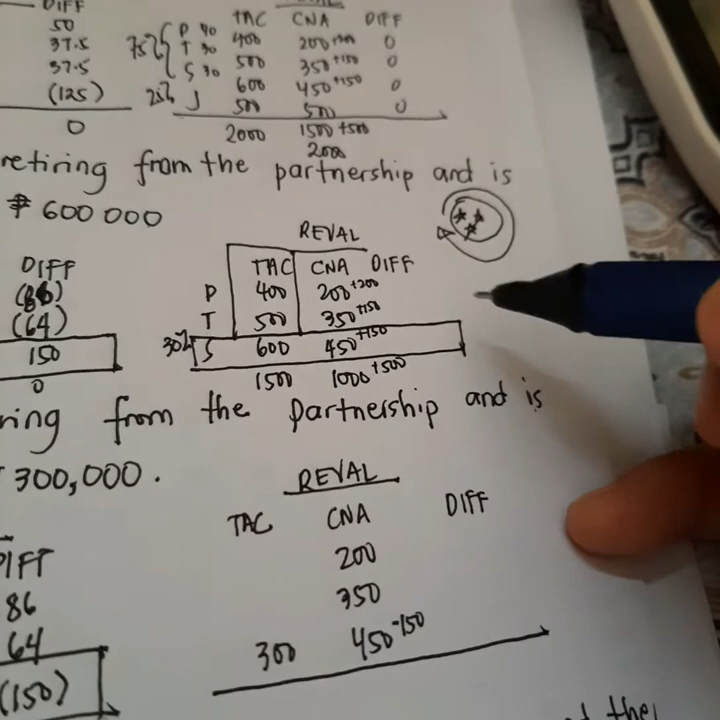 DIFF
TAC CNA DIFF
50 P 40 400 200+200 0
37.5 75% T 30 500 350+150 0
37.5 S 30 600 450+150 0
(125) 25% J 500 500 0
0 2000 1500+500
2000
retiring from the partnership and is
₱ 600 000
REVAL
DIFF TAC CNA DIFF
P 400 200+200
(64) T 500 350+150
150 30% S 600 450+150
0 1500 1000+500
ring from the partnership and is
300,000.
REVAL
TAC CNA DIFF
DIFF 200
86 350
64 300 450-150
(150)
the